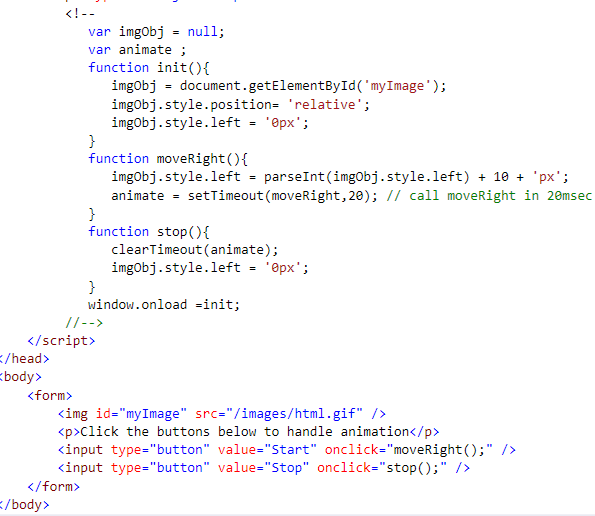 <!--
var imgObj = null;
var animate ;
function init(){
imgObj = document.getElementById('myImage');
imgObj.style.position= 'relative';
imgObj.style.left = '0px';
}
function moveRight(){
imgObj.style.left = parseInt(imgObj.style.left) + 10 + 'px';
animate = setTimeout(moveRight,20); // call moveRight in 20msec
}
function stop(){
clearTimeout(animate);
imgObj.style.left = '0px';
}
window.onload =init;
//-->
</script>
</head>
<body>
<form>
<img id="myImage" src="/images/html.gif" />
<p>Click the buttons below to handle animation</p>
<input type="button" value="Start" onclick="moveRight();" />
<input type="button" value="Stop" onclick="stop();" />
</form>
</body>